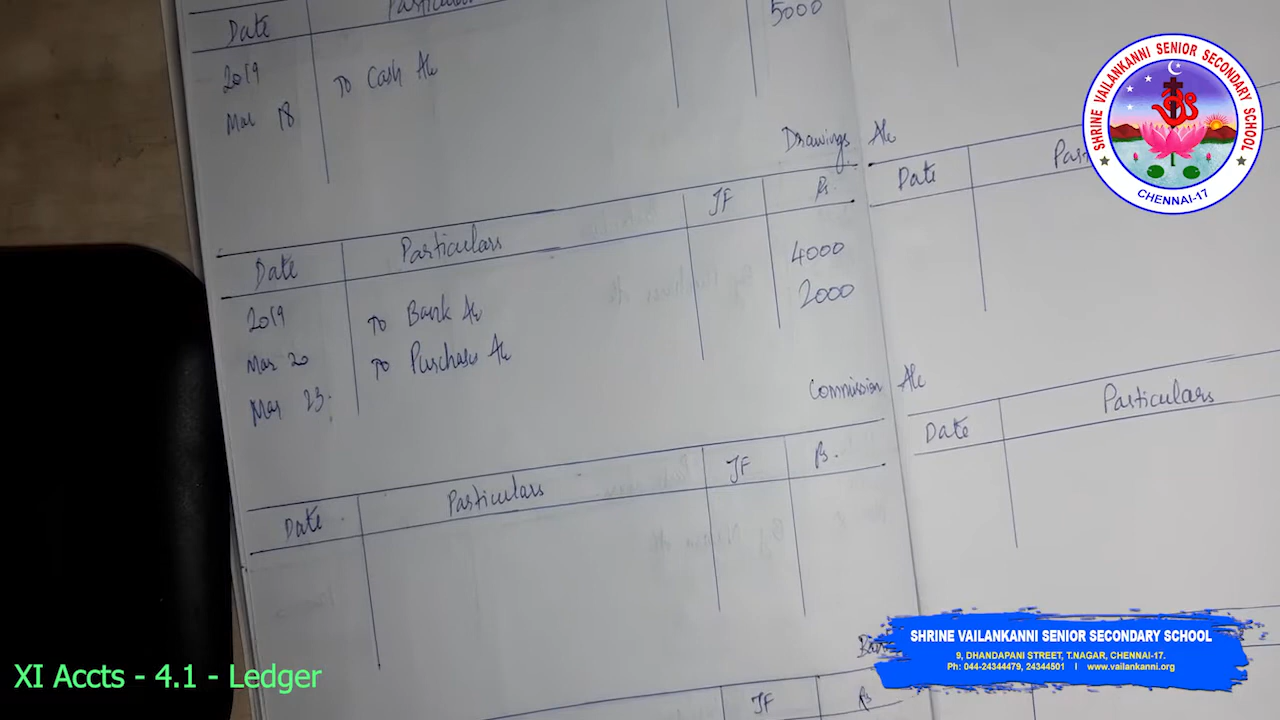 Date Particulars
5000
2019 To Cash A/c
Mar 18
Drawings A/c
Date Particulars JF Rs. Date
2019 To Bank A/c 4000
Mar 20 To Purchases A/c 2000
Mar 23
Commission A/c
Date Particulars JF Rs. Date Particulars
JF Rs
SHRINE VAILANKANNI SENIOR SECONDARY SCHOOL
CHENNAI-17
SHRINE VAILANKANNI SENIOR SECONDARY SCHOOL
9, DHANDAPANI STREET, T.NAGAR, CHENNAI-17.
Ph: 044-24344479, 24344501 I www.vailankanni.org
XI Accts - 4.1 - Ledger